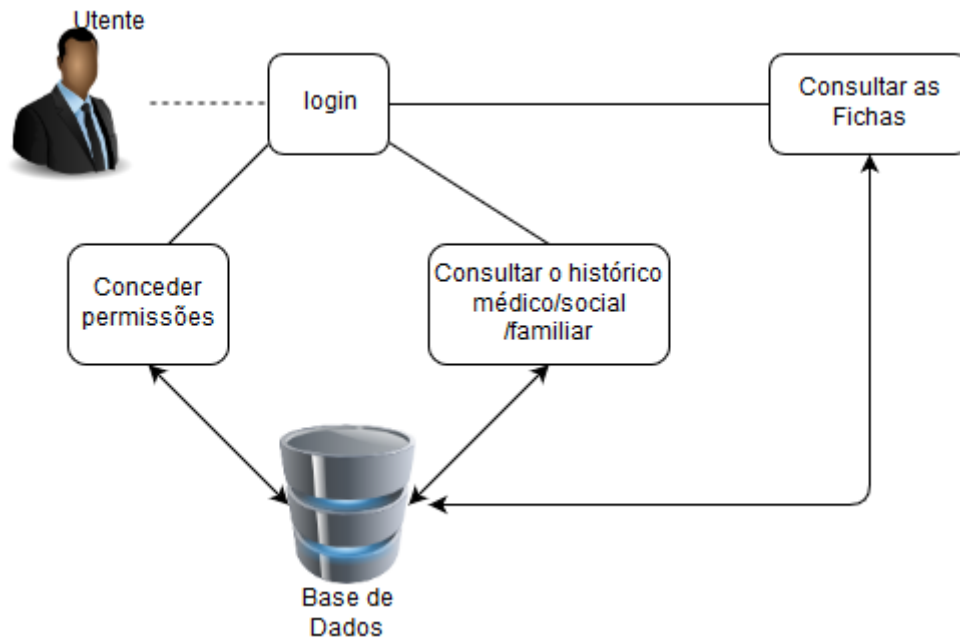 Utente
login
Consultar as
Fichas
Conceder
permissões
Consultar o histórico
médico/social
/familiar
Base de
Dados